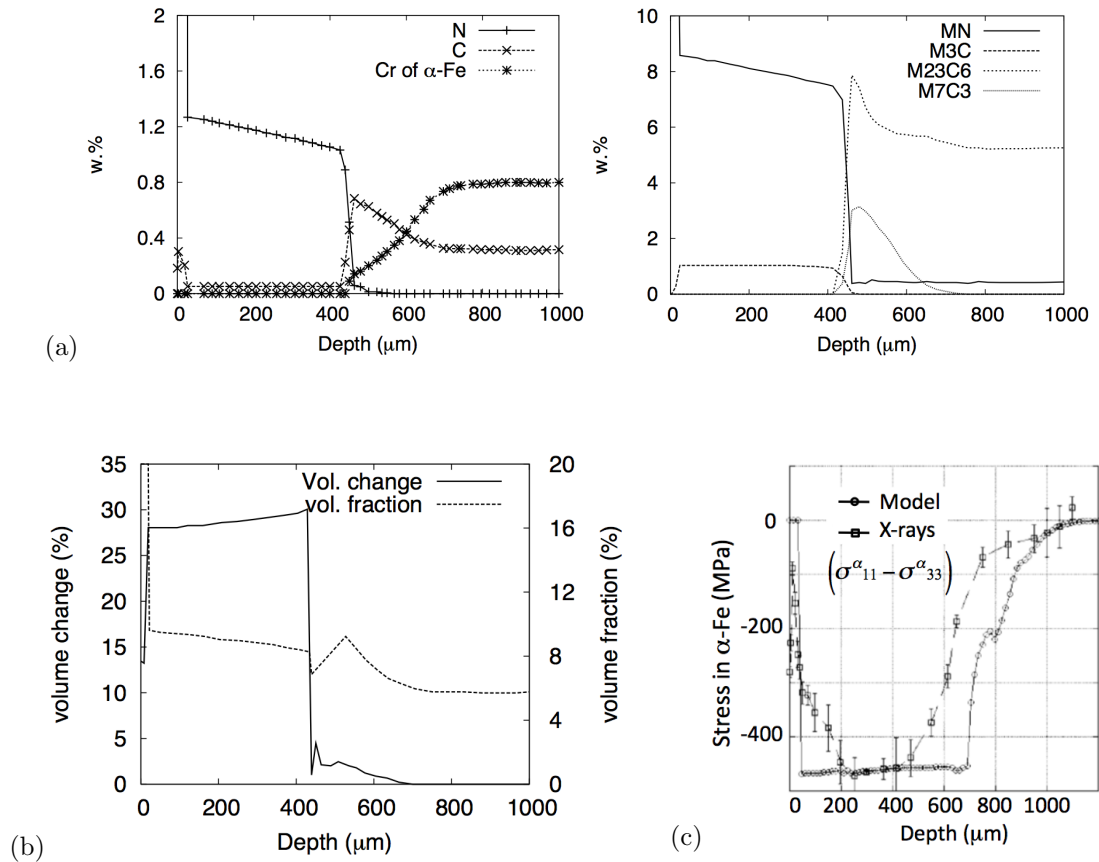 2
1.6
1.2
0.8
0.4
0
w.%
N
C
Cr of α-Fe
0 200 400 600 800 1000
Depth (μm)
(a)
10
8
6
4
2
0
w.%
MN
M3C
M23C6
M7C3
0 200 400 600 800 1000
Depth (μm)
35
30
25
20
15
10
5
0
volume change (%)
Vol. change
vol. fraction
20
16
12
8
4
0
volume fraction (%)
0 200 400 600 800 1000
Depth (μm)
(b)
0
-200
-400
Stress in α-Fe (MPa)
Model
X-rays
(σα11 − σα33)
0 200 400 600 800 1000
Depth (μm)
(c)